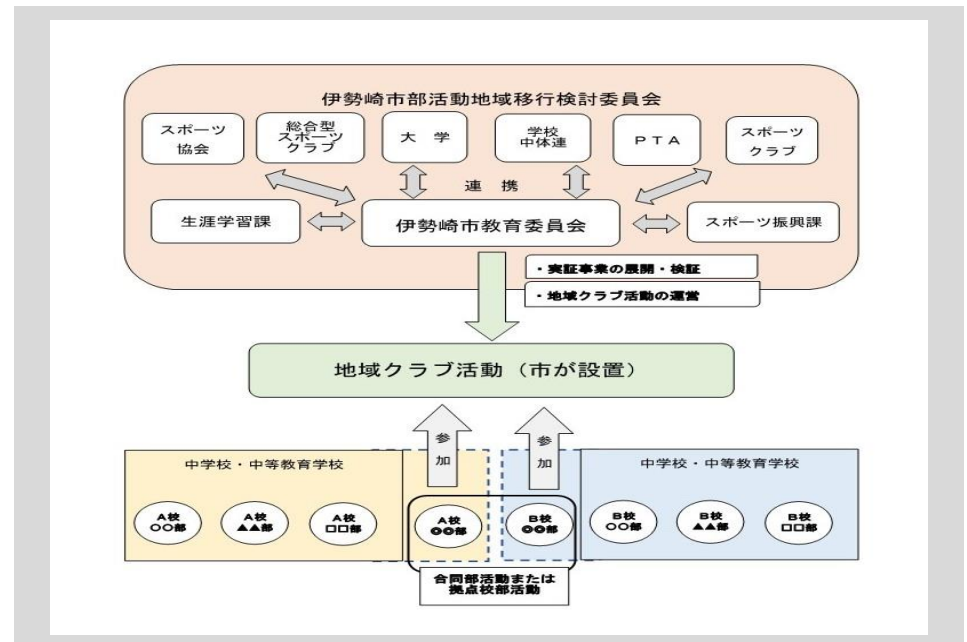 伊勢崎市部活動地域移行検討委員会
スポーツ
協会
総合型
スポーツ
クラブ
大 学
学校
中体連
ＰＴＡ
スポーツ
クラブ
連 携
生涯学習課
伊勢崎市教育委員会
スポーツ振興課
・実証事業の展開・検証
・地域クラブ活動の運営
地域クラブ活動（市が設置）
参
加
参
加
中学校・中等教育学校
中学校・中等教育学校
A校
○○部
A校
▲▲部
A校
□□部
A校
◎◎部
B校
◎◎部
B校
○○部
B校
▲▲部
B校
□□部
合同部活動または
拠点校部活動